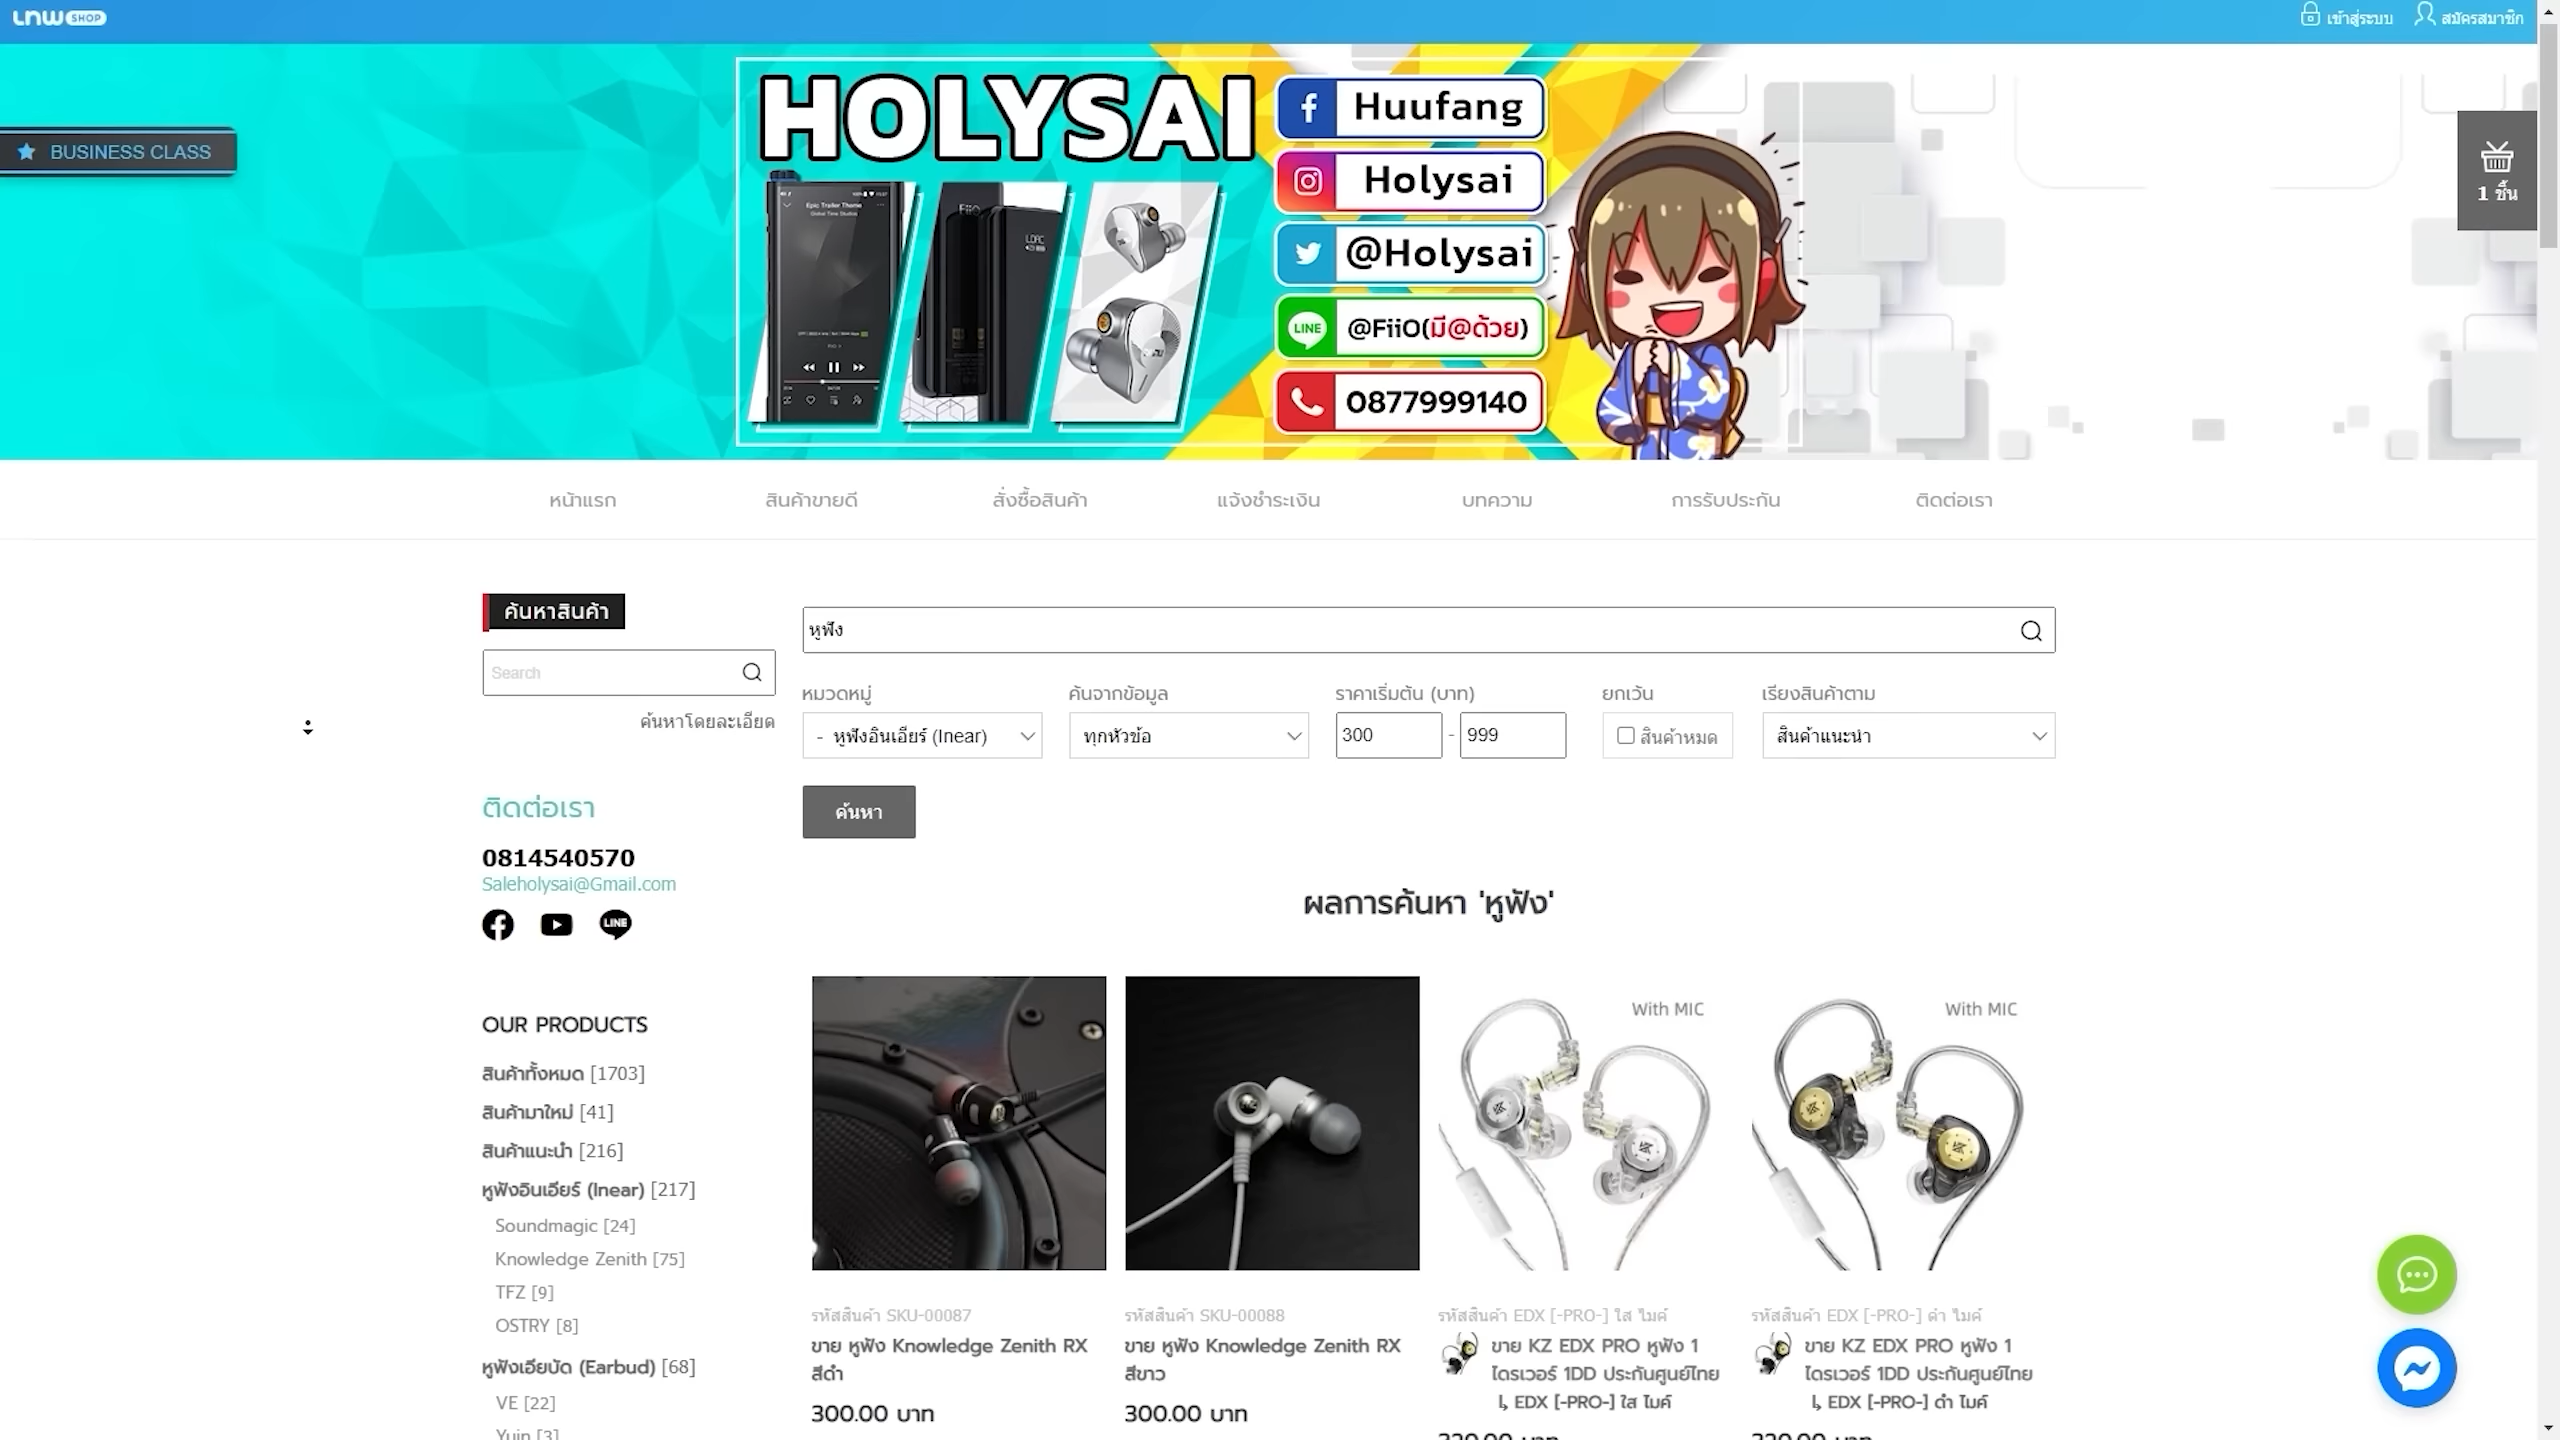 LnwSHOP
เข้าสู่ระบบ
สมัครสมาชิก
BUSINESS CLASS
HOLYSAI
Huufang
Holysai
@Holysai
LINE
@FiiO(มี@ด้วย)
0877999140
Epic Trailer Theme
FiiO
1 ชิ้น
หน้าแรก
สินค้าขายดี
สั่งซื้อสินค้า
แจ้งชำระเงิน
บทความ
การรับประกัน
ติดต่อเรา
ค้นหาสินค้า
Search
ค้นหาโดยละเอียด
หูฟัง
หมวดหมู่
ค้นจากข้อมูล
ราคาเริ่มต้น (บาท)
ยกเว้น
เรียงสินค้าตาม
- หูฟังอินเอียร์ (Inear)
ทุกหัวข้อ
300 - 999
สินค้าหมด
สินค้าแนะนำ
ค้นหา
ติดต่อเรา
0814540570
Saleholysai@Gmail.com
LINE
OUR PRODUCTS
สินค้าทั้งหมด [1703]
สินค้ามาใหม่ [41]
สินค้าแนะนำ [216]
หูฟังอินเอียร์ (Inear) [217]
Soundmagic [24]
Knowledge Zenith [75]
TFZ [9]
OSTRY [8]
หูฟังเอียบัด (Earbud) [68]
VE [22]
Yuin [3]
ผลการค้นหา 'หูฟัง'
With MIC
With MIC
รหัสสินค้า SKU-00087
ขาย หูฟัง Knowledge Zenith RX
สีดำ
300.00 บาท
รหัสสินค้า SKU-00088
ขาย หูฟัง Knowledge Zenith RX
สีขาว
300.00 บาท
รหัสสินค้า EDX [-PRO-] ใส ไมค์
ขาย KZ EDX PRO หูฟัง 1
ไดรเวอร์ 1DD ประกันศูนย์ไทย
↳ EDX [-PRO-] ใส ไมค์
รหัสสินค้า EDX [-PRO-] ดำ ไมค์
ขาย KZ EDX PRO หูฟัง 1
ไดรเวอร์ 1DD ประกันศูนย์ไทย
↳ EDX [-PRO-] ดำ ไมค์